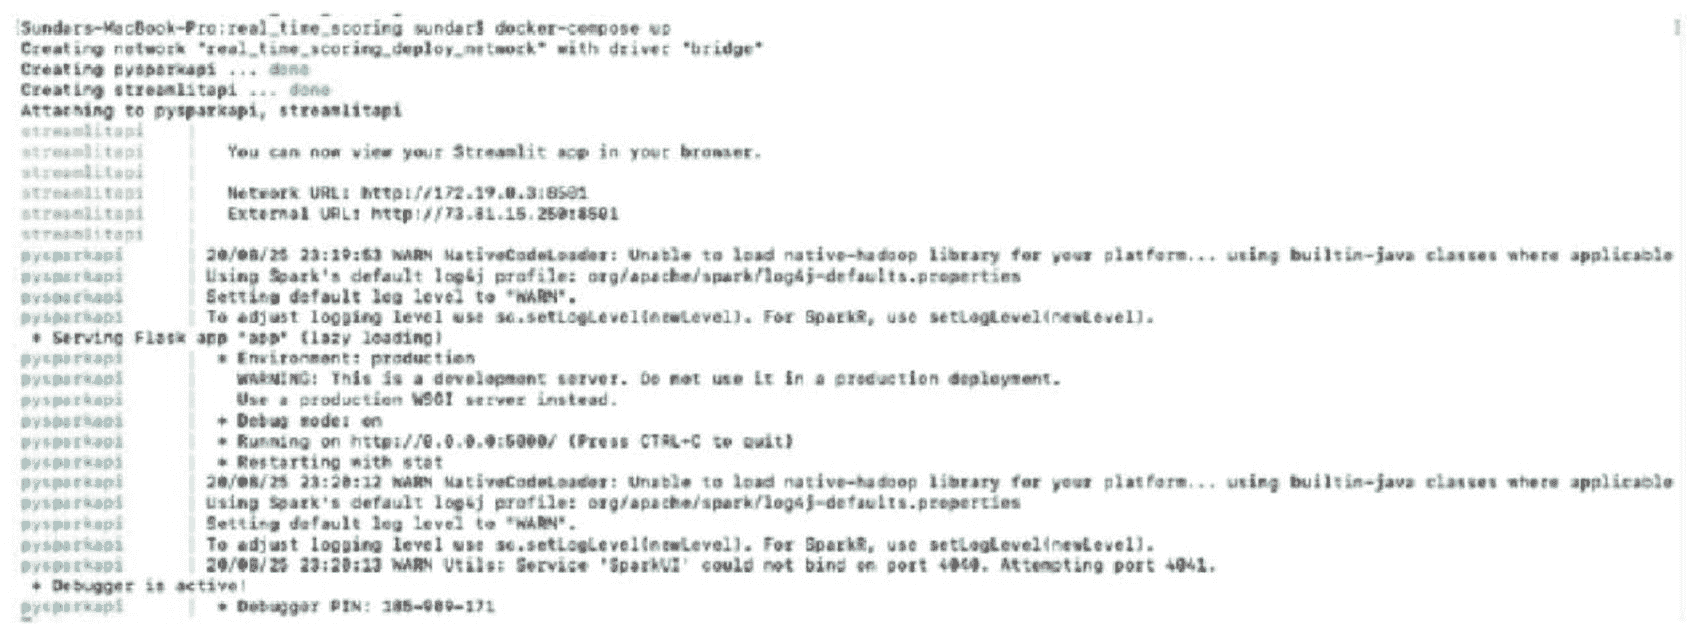 Sunders-MacBook-Pro:real_time_scoring sundar$ docker-compose up
Creating network "real_time_scoring_deploy_network" with driver "bridge"
Creating pysparkapi ... done
Creating streamlitapi ... done
Attaching to pysparkapi, streamlitapi
streamlitapi |
streamlitapi | You can now view your Streamlit app in your browser.
streamlitapi |
streamlitapi | Network URL: http://172.19.0.3:8501
streamlitapi | External URL: http://73.81.15.250:8501
streamlitapi |
pysparkapi | 20/08/25 23:19:53 WARN NativeCodeLoader: Unable to load native-hadoop library for your platform... using builtin-java classes where applicable
pysparkapi | Using Spark's default log4j profile: org/apache/spark/log4j-defaults.properties
pysparkapi | Setting default log level to "WARN".
pysparkapi | To adjust logging level use sc.setLogLevel(newLevel). For SparkR, use setLogLevel(newLevel).
* Serving Flask app "app" (lazy loading)
pysparkapi | * Environment: production
pysparkapi | WARNING: This is a development server. Do not use it in a production deployment.
pysparkapi | Use a production WSGI server instead.
pysparkapi | * Debug mode: on
pysparkapi | * Running on http://0.0.0.0:5000/ (Press CTRL+C to quit)
pysparkapi | * Restarting with stat
pysparkapi | 20/08/25 23:20:12 WARN NativeCodeLoader: Unable to load native-hadoop library for your platform... using builtin-java classes where applicable
pysparkapi | Using Spark's default log4j profile: org/apache/spark/log4j-defaults.properties
pysparkapi | Setting default log level to "WARN".
pysparkapi | To adjust logging level use sc.setLogLevel(newLevel). For SparkR, use setLogLevel(newLevel).
pysparkapi | 20/08/25 23:20:13 WARN Utils: Service 'SparkUI' could not bind on port 4040. Attempting port 4041.
* Debugger is active!
pysparkapi | * Debugger PIN: